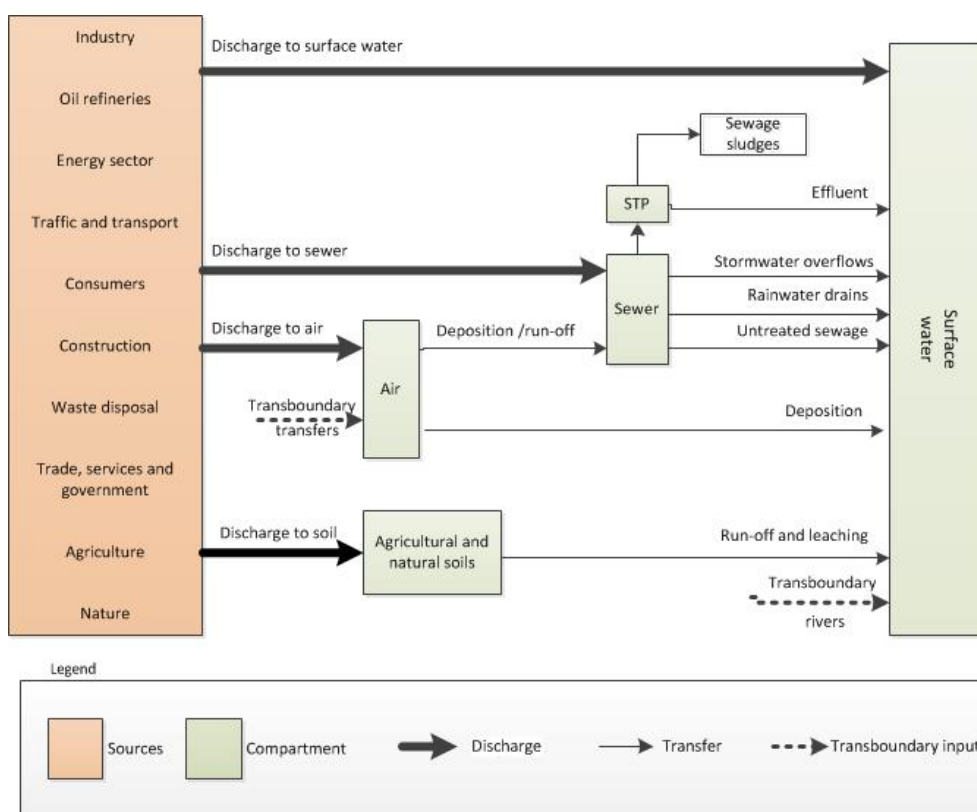 Industry
Oil refineries
Energy sector
Traffic and transport
Consumers
Construction
Waste disposal
Trade, services and
government
Agriculture
Nature
Discharge to surface water
Sewage
sludges
STP
Effluent
Discharge to sewer
Sewer
Stormwater overflows
Rainwater drains
Untreated sewage
Discharge to air
Air
Deposition /run-off
Transboundary
transfers
Deposition
Discharge to soil
Agricultural and
natural soils
Run-off and leaching
Transboundary
rivers
Surface
water
Legend
Sources
Compartment
Discharge
Transfer
Transboundary input